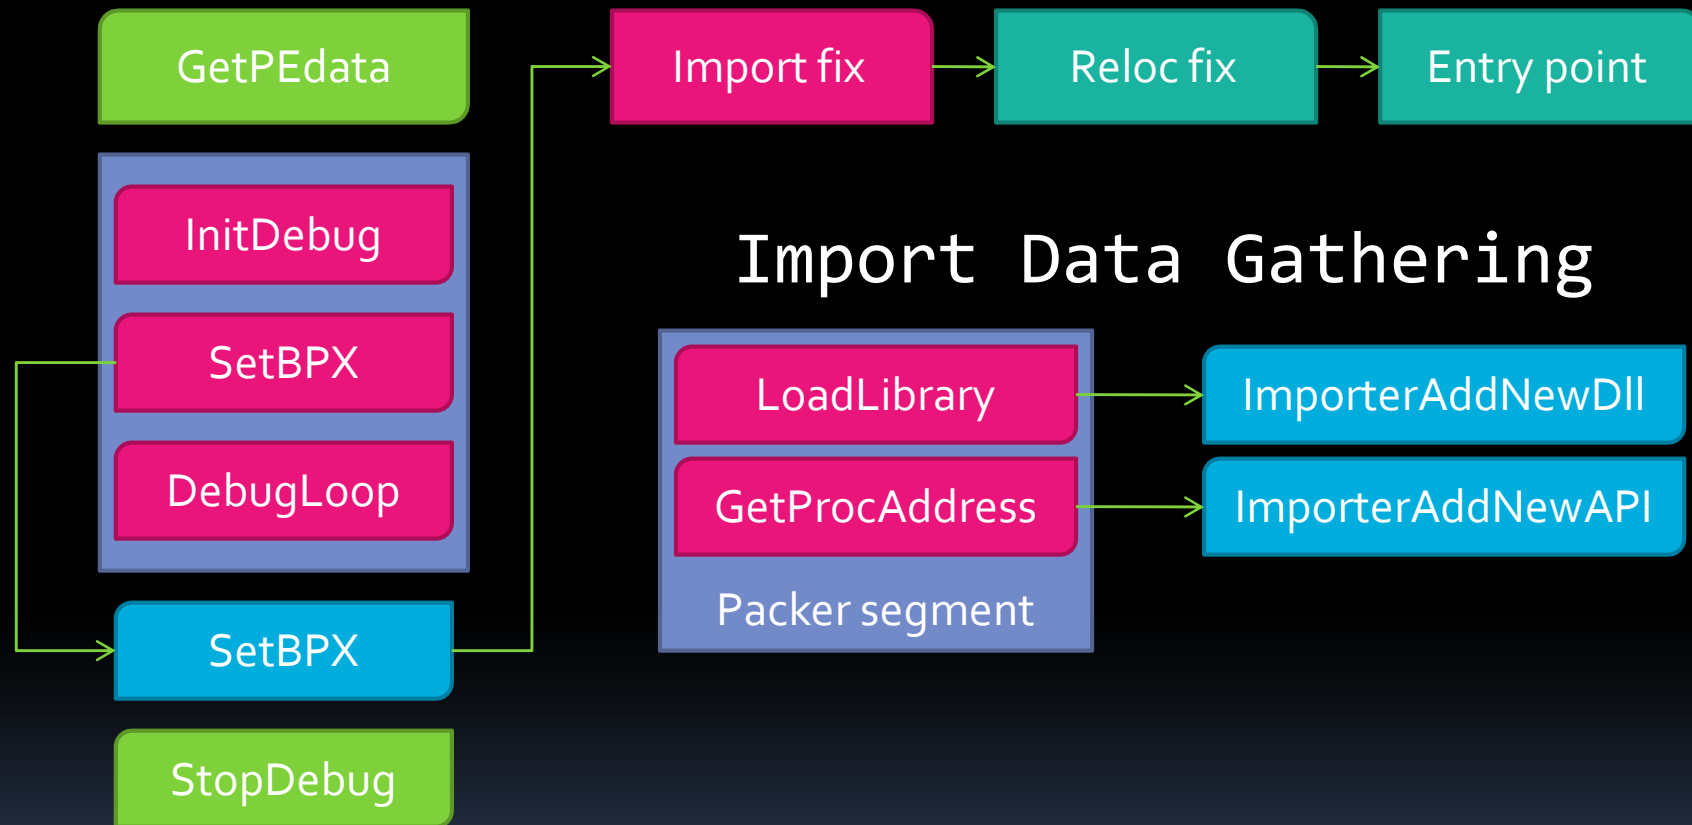 GetPEdata
Import fix
Reloc fix
Entry point
InitDebug
SetBPX
DebugLoop
SetBPX
StopDebug
Import Data Gathering
LoadLibrary
ImporterAddNewDll
GetProcAddress
ImporterAddNewAPI
Packer segment